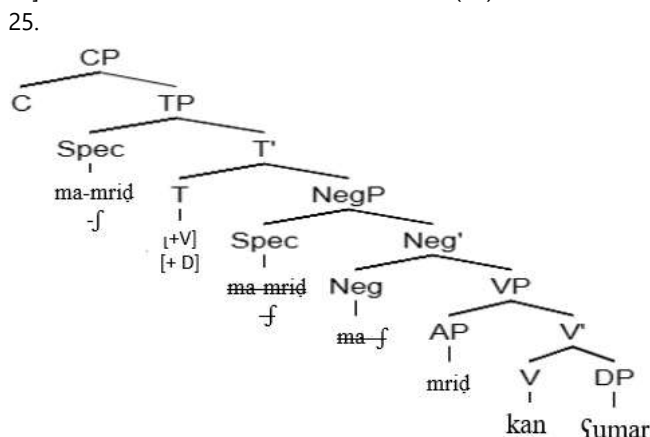 25.
CP
C TP
Spec T'
ma-mriḍ T NegP
-ʃ
[+V] Spec Neg'
[+ D]
ma-mriḍ Neg VP
-ʃ
ma-ʃ AP V'
mriḍ V DP
kan ʕumar